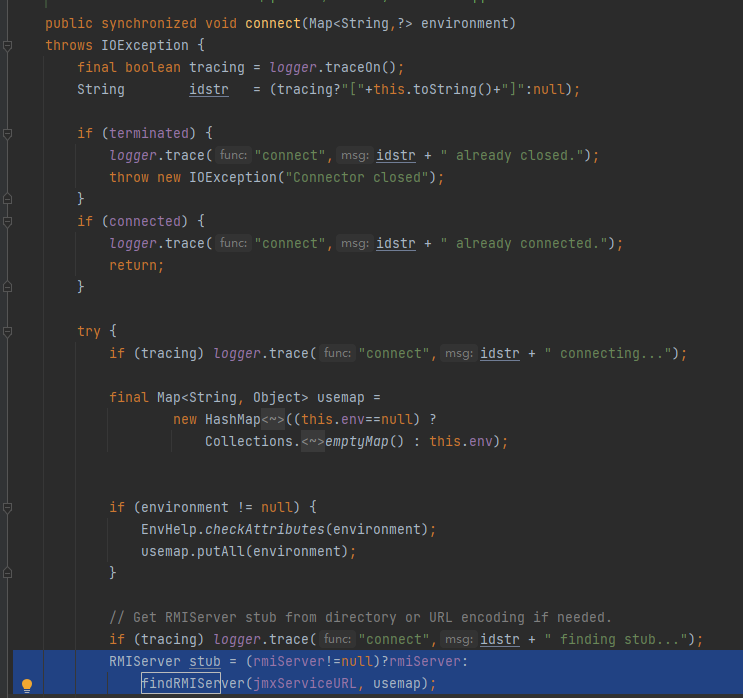 public synchronized void connect(Map<String,?> environment)
throws IOException {
final boolean tracing = logger.traceOn();
String idstr = (tracing?"["+this.toString()+"]":null);
if (terminated) {
logger.trace( func: "connect", msg: idstr + " already closed.");
throw new IOException("Connector closed");
}
if (connected) {
logger.trace( func: "connect", msg: idstr + " already connected.");
return;
}
try {
if (tracing) logger.trace( func: "connect", msg: idstr + " connecting...");
final Map<String, Object> usemap =
new HashMap<~>((this.env==null) ?
Collections.<~>emptyMap() : this.env);
if (environment != null) {
EnvHelp.checkAttributes(environment);
usemap.putAll(environment);
}
// Get RMIServer stub from directory or URL encoding if needed.
if (tracing) logger.trace( func: "connect", msg: idstr + " finding stub...");
RMIServer stub = (rmiServer!=null)?rmiServer:
findRMIServer(jmxServiceURL, usemap);